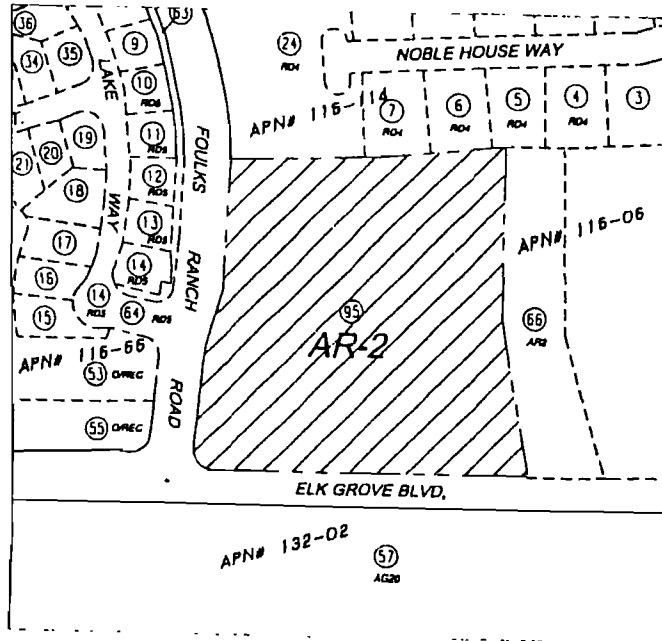 36
63
9
34
35
LAKE
24
RD4
NOBLE HOUSE WAY
10
RD5
APN# 116-114
7
RD4
6
RD4
5
RD4
4
RD4
3
19
11
RD5
FOULKS
20
21
12
RD5
18
WAY
13
RD5
17
14
RD5
RANCH
APN# 116-06
16
14
RD5
64
RD5
15
95
AR-2
66
AR2
APN# 116-66
53
O/REC
ROAD
55
O/REC
ELK GROVE BLVD.
APN# 132-02
57
AG20